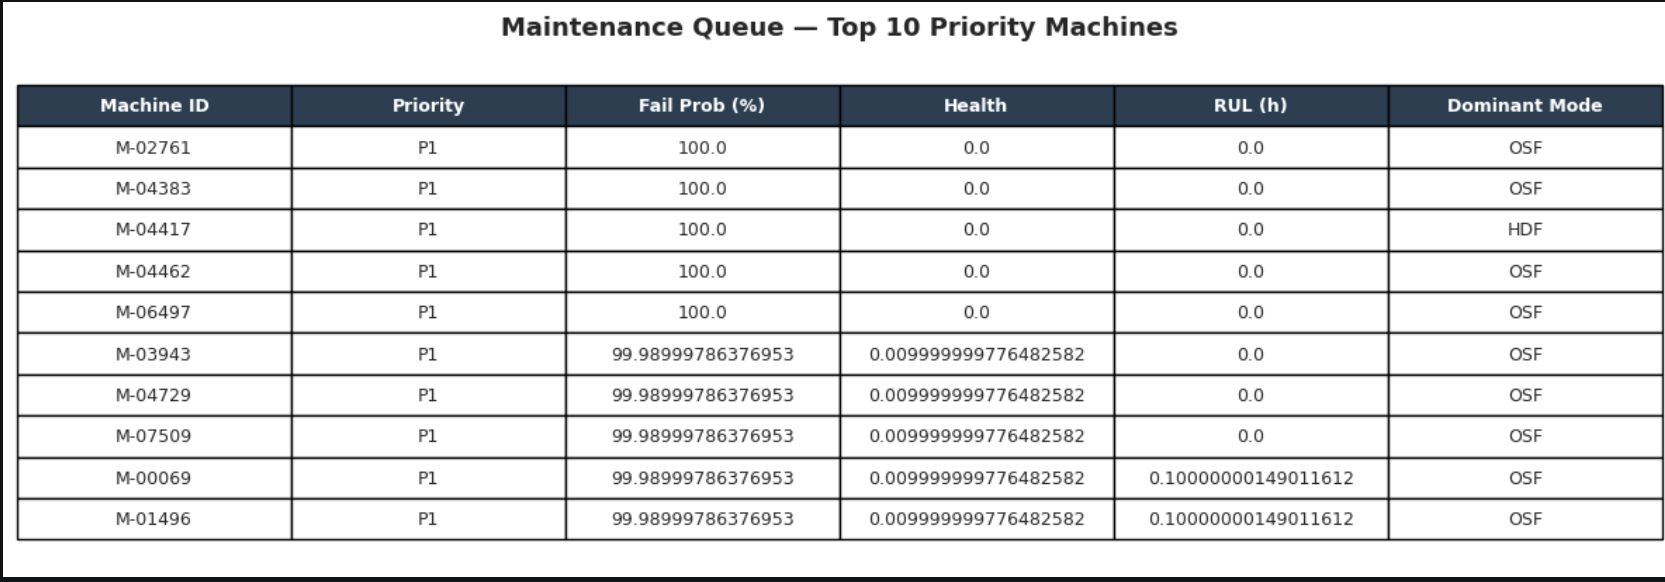 Maintenance Queue — Top 10 Priority Machines
Machine ID Priority Fail Prob (%) Health RUL (h) Dominant Mode
M-02761 P1 100.0 0.0 0.0 OSF
M-04383 P1 100.0 0.0 0.0 OSF
M-04417 P1 100.0 0.0 0.0 HDF
M-04462 P1 100.0 0.0 0.0 OSF
M-06497 P1 100.0 0.0 0.0 OSF
M-03943 P1 99.98999786376953 0.009999999776482582 0.0 OSF
M-04729 P1 99.98999786376953 0.009999999776482582 0.0 OSF
M-07509 P1 99.98999786376953 0.009999999776482582 0.0 OSF
M-00069 P1 99.98999786376953 0.009999999776482582 0.10000000149011612 OSF
M-01496 P1 99.98999786376953 0.009999999776482582 0.10000000149011612 OSF